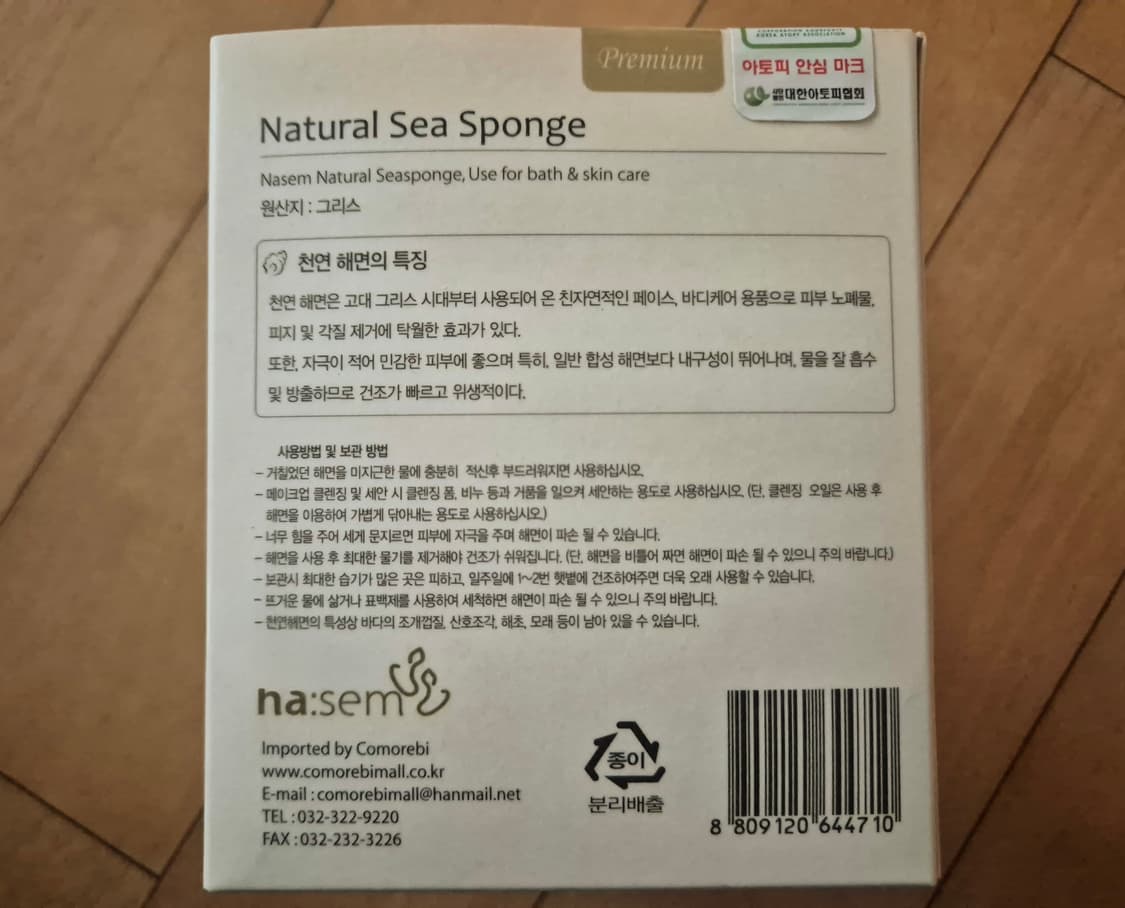 KOREA ATOPY ASSOCIATION
Premium
아토피 안심 마크
사단법인 대한아토피협회
Natural Sea Sponge
Nasem Natural Seasponge, Use for bath & skin care
원산지 : 그리스
천연 해면의 특징
천연 해면은 고대 그리스 시대부터 사용되어 온 친자연적인 페이스, 바디케어 용품으로 피부 노폐물,
피지 및 각질 제거에 탁월한 효과가 있다.
또한, 자극이 적어 민감한 피부에 좋으며 특히, 일반 합성 해면보다 내구성이 뛰어나며, 물을 잘 흡수
및 방출하므로 건조가 빠르고 위생적이다.
사용방법 및 보관 방법
- 거칠었던 해면을 미지근한 물에 충분히 적신후 부드러워지면 사용하십시오.
- 메이크업 클렌징 및 세안 시 클렌징 폼, 비누 등과 거품을 일으켜 세안하는 용도로 사용하십시오. (단, 클렌징 오일은 사용 후
해면을 이용하여 가볍게 닦아내는 용도로 사용하십시오.)
- 너무 힘을 주어 세게 문지르면 피부에 자극을 주며 해면이 파손 될 수 있습니다.
- 해면을 사용 후 최대한 물기를 제거해야 건조가 쉬워집니다. (단, 해면을 비틀어 짜면 해면이 파손 될 수 있으니 주의 바랍니다.)
- 보관시 최대한 습기가 많은 곳은 피하고, 일주일에 1~2번 햇볕에 건조하여주면 더욱 오래 사용할 수 있습니다.
- 뜨거운 물에 삶거나 표백제를 사용하여 세척하면 해면이 파손 될 수 있으니 주의 바랍니다.
- 천연해면의 특성상 바다의 조개껍질, 산호조각, 해초, 모래 등이 남아 있을 수 있습니다.
na:sem
Imported by Comorebi
www.comorebimall.co.kr
E-mail : comorebimall@hanmail.net
TEL : 032-322-9220
FAX : 032-232-3226
종이
분리배출
8 809120 644710